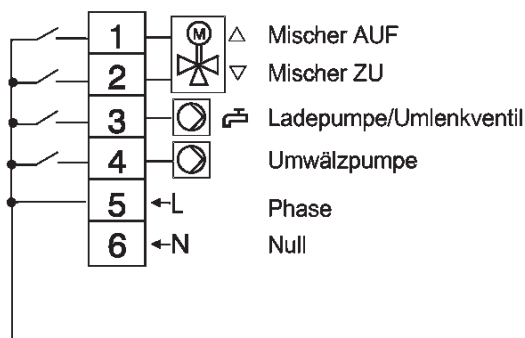 1 M Mischer AUF
2 Mischer ZU
3 Ladepumpe/Umlenkventil
4 Umwälzpumpe
5 L Phase
6 N Null